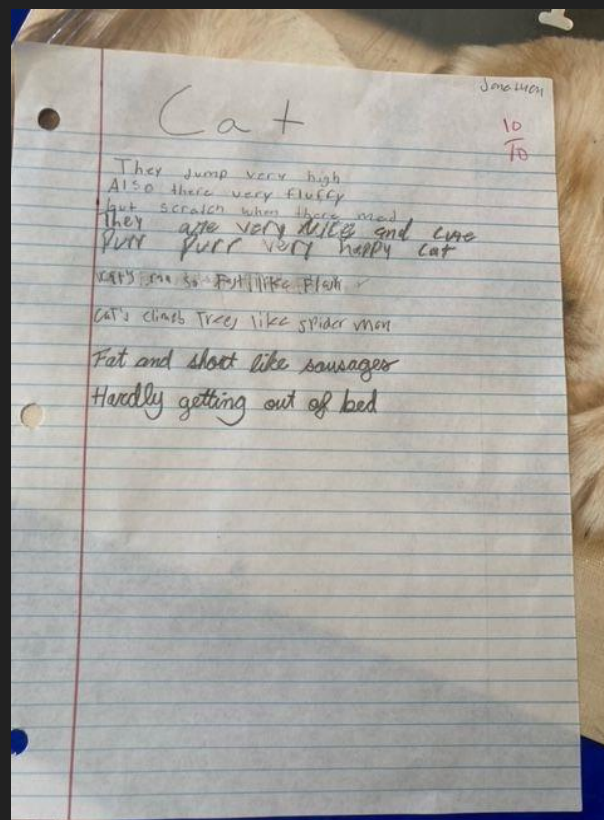 Jonathon
Cat
10
10
They Jump very high
Also there very fluffy
but scratch when there mad
They are very Nice and cute
Purr Purr very happy cat
so Fast like Flash
Cat's climb Trees like spider man
Fat and short like sausages
Hardly getting out of bed